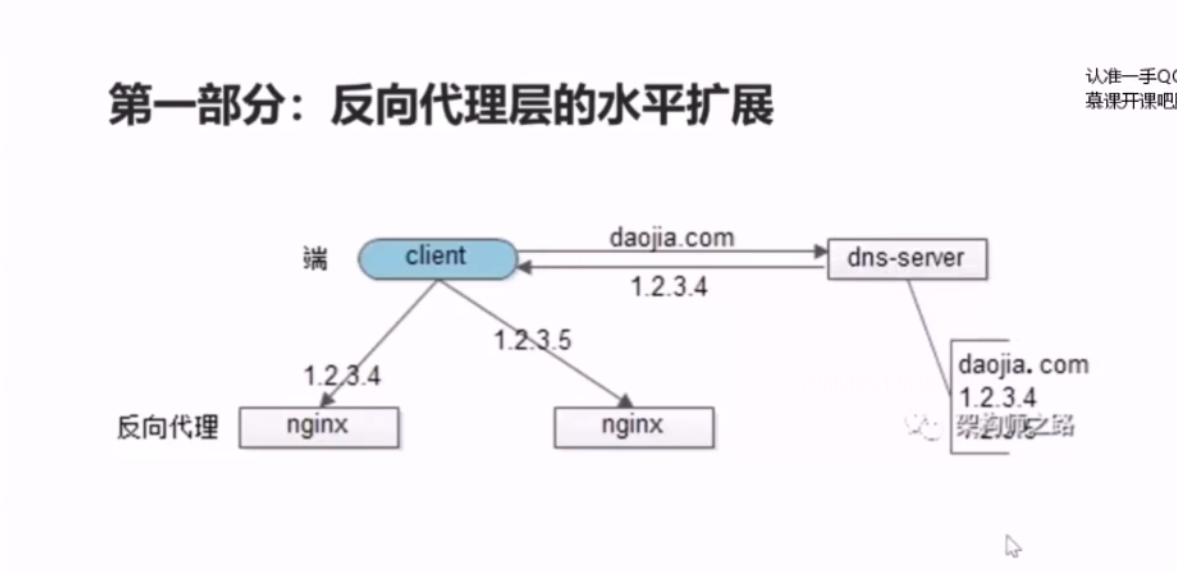 认准一手QQ
慕课开课吧
第一部分：反向代理层的水平扩展
daojia.com
端
client
dns-server
1.2.3.4
1.2.3.5
1.2.3.4
daojia.com
1.2.3.4
反向代理
nginx
nginx
架构师之路